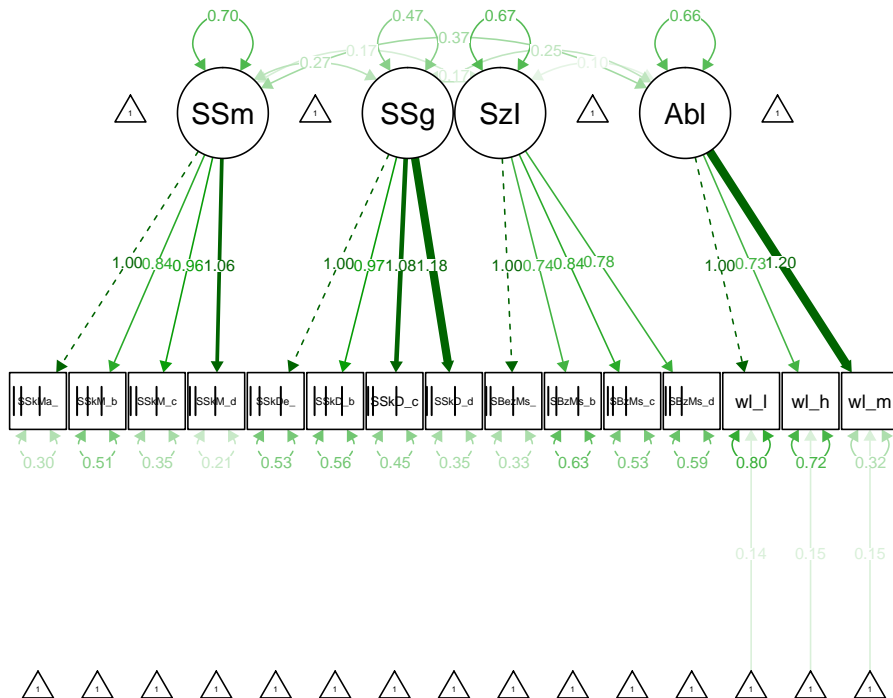 0.70 0.47 0.67 0.66
0.17 0.37
0.27 0.17 0.25 0.10
SSm SSg Szl Abl
1 1 1 1
1.00 0.84 0.96 1.06 1.00 0.97 1.08 1.18 1.00 0.74 0.84 0.78 1.00 0.73 1.20
SSkMa_ SSkM_b SSkM_c SSkM_d SSkDe_ SSkD_b SSkD_c SSkD_d SBezMs_ SBzMs_b SBzMs_c SBzMs_d wl_l wl_h wl_m
0.30 0.51 0.35 0.21 0.53 0.56 0.45 0.35 0.33 0.63 0.53 0.59 0.80 0.72 0.32
0.14 0.15 0.15
1 1 1 1 1 1 1 1 1 1 1 1 1 1 1